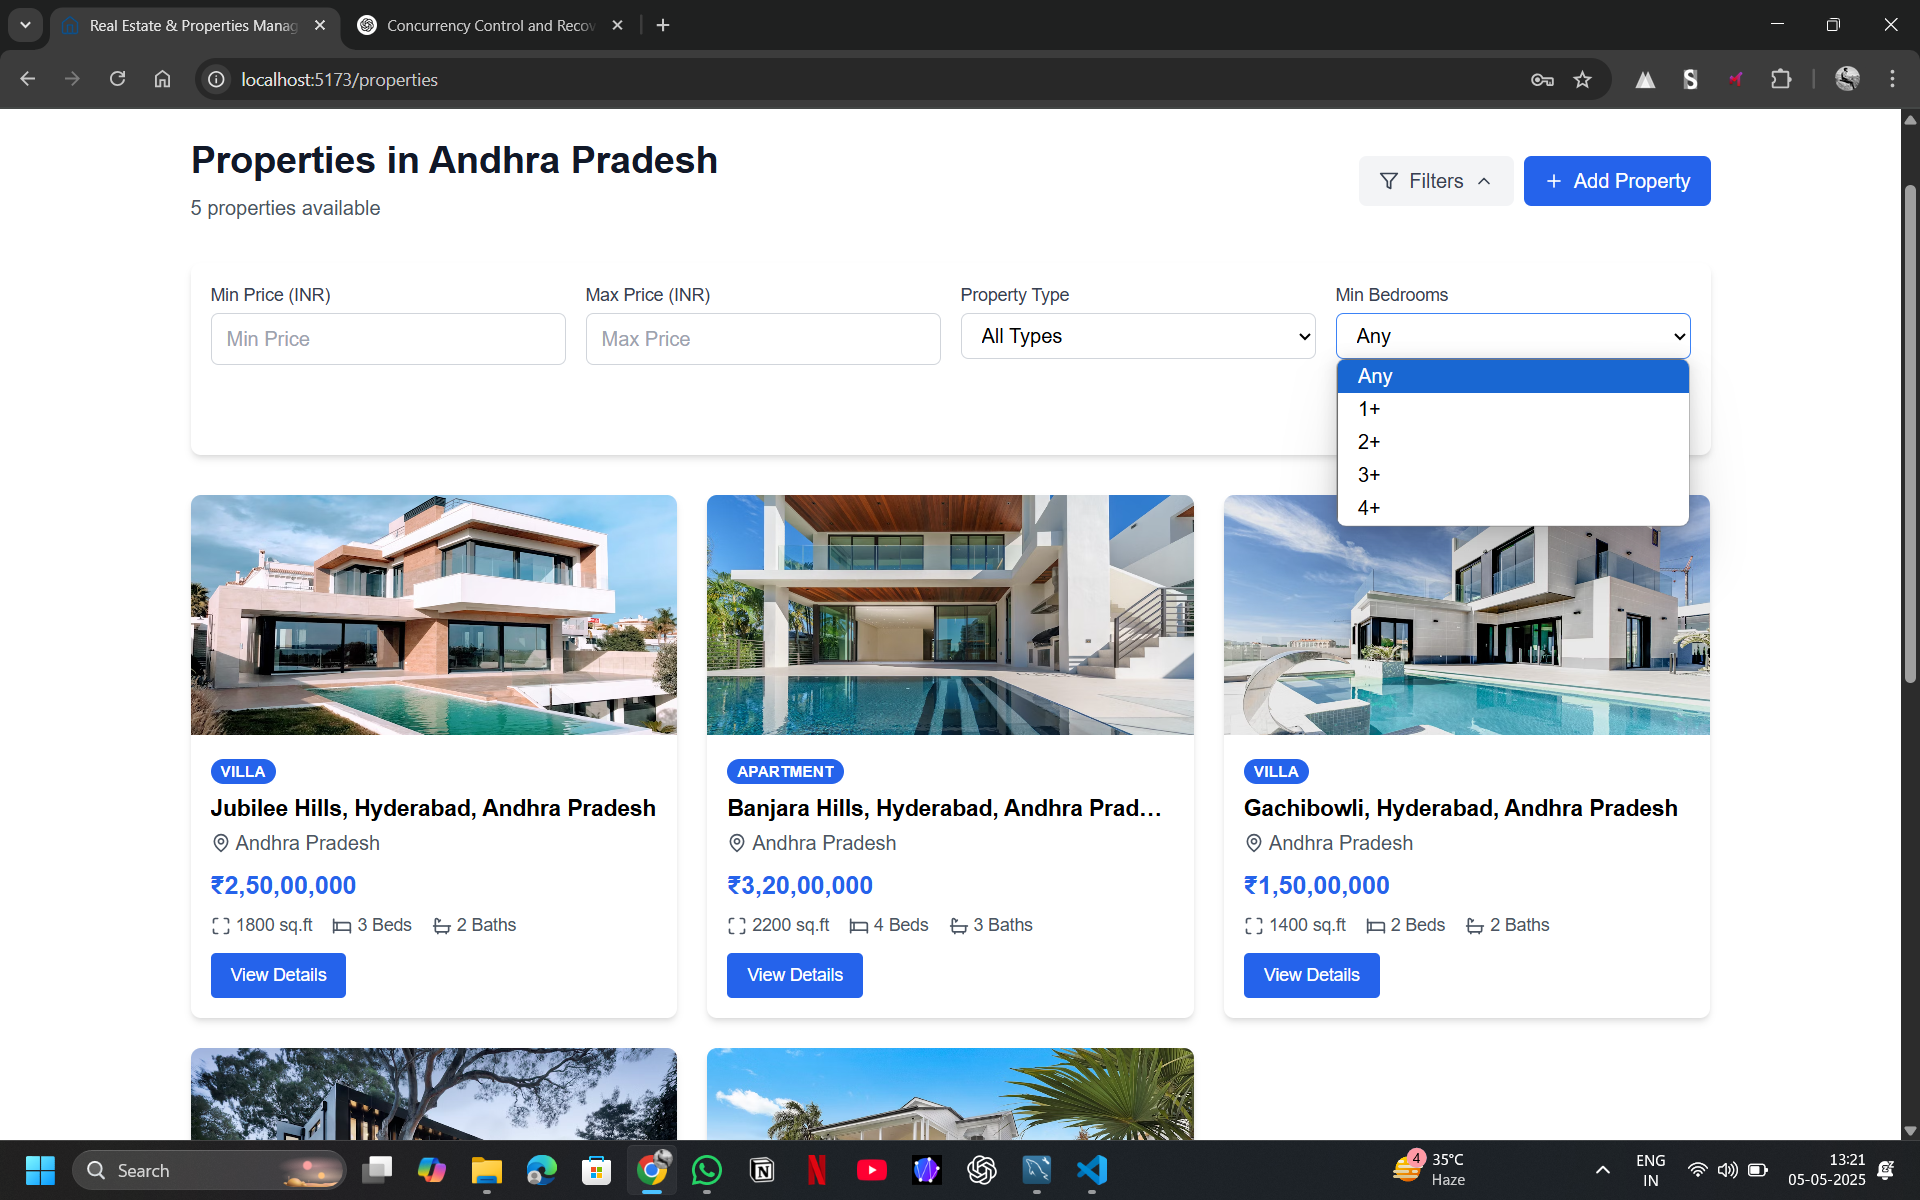 Real Estate & Properties Manag
Concurrency Control and Recov
localhost:5173/properties
Properties in Andhra Pradesh
5 properties available
Filters
+ Add Property
Min Price (INR)
Max Price (INR)
Property Type
Min Bedrooms
Min Price
Max Price
All Types
Any
Any
1+
2+
3+
4+
VILLA
Jubilee Hills, Hyderabad, Andhra Pradesh
Andhra Pradesh
₹2,50,00,000
1800 sq.ft 3 Beds 2 Baths
View Details
APARTMENT
Banjara Hills, Hyderabad, Andhra Prad...
Andhra Pradesh
₹3,20,00,000
2200 sq.ft 4 Beds 3 Baths
View Details
VILLA
Gachibowli, Hyderabad, Andhra Pradesh
Andhra Pradesh
₹1,50,00,000
1400 sq.ft 2 Beds 2 Baths
View Details
Search
4
35°C
Haze
ENG
IN
13:21
05-05-2025